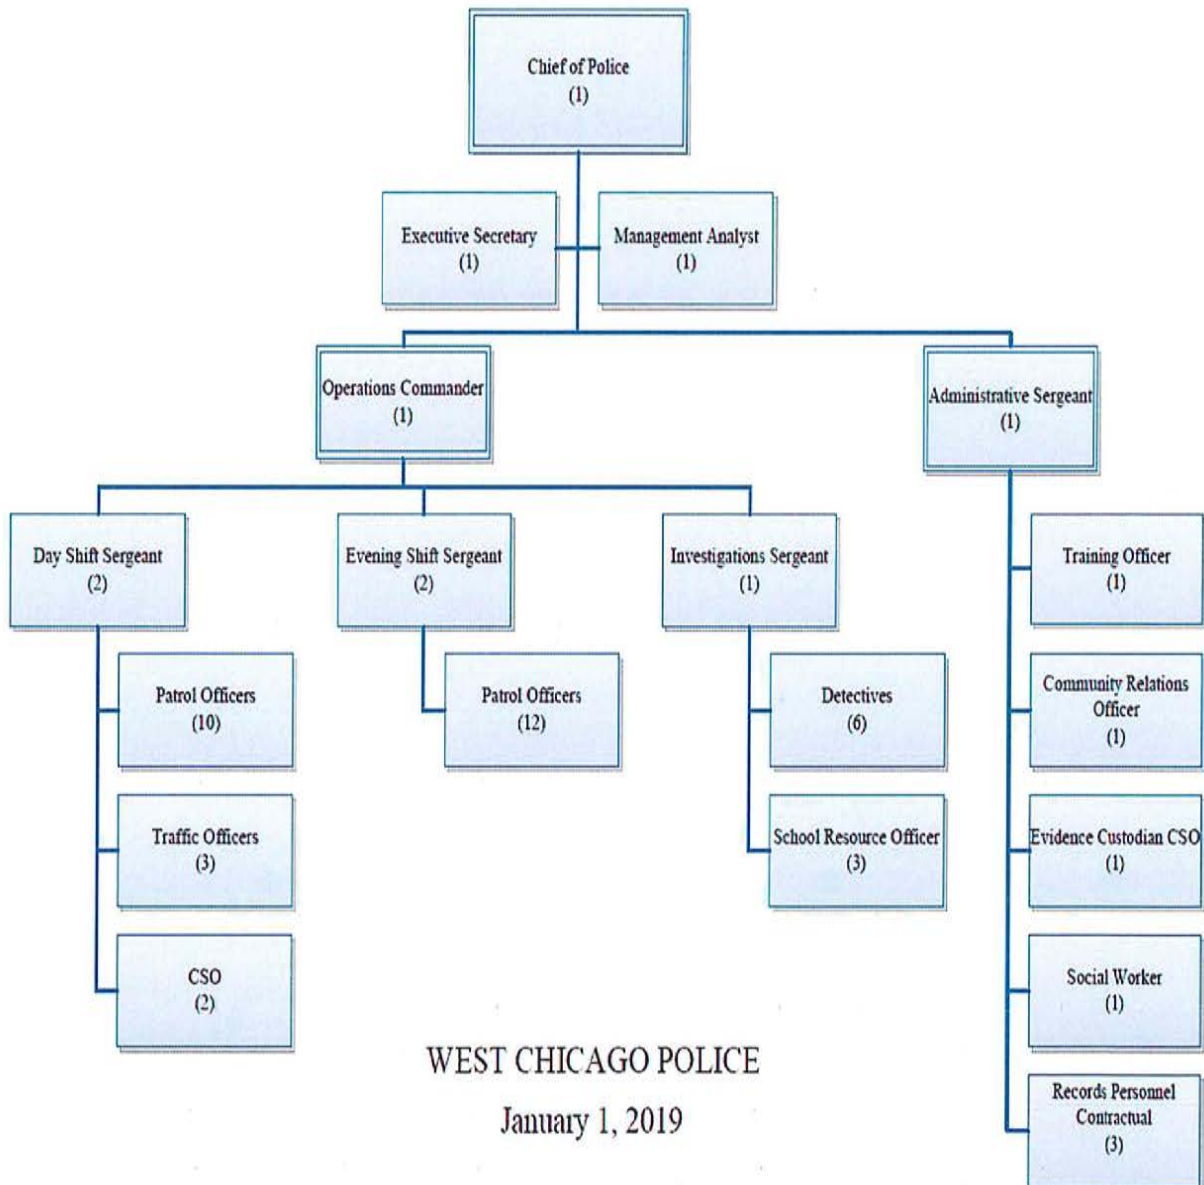 Chief of Police
(1)
Executive Secretary
(1)
Management Analyst
(1)
Operations Commander
(1)
Administrative Sergeant
(1)
Day Shift Sergeant
(2)
Evening Shift Sergeant
(2)
Investigations Sergeant
(1)
Training Officer
(1)
Patrol Officers
(10)
Patrol Officers
(12)
Detectives
(6)
Community Relations
Officer
(1)
Traffic Officers
(3)
School Resource Officer
(3)
Evidence Custodian CSO
(1)
CSO
(2)
Social Worker
(1)
Records Personnel
Contractual
(3)
WEST CHICAGO POLICE
January 1, 2019